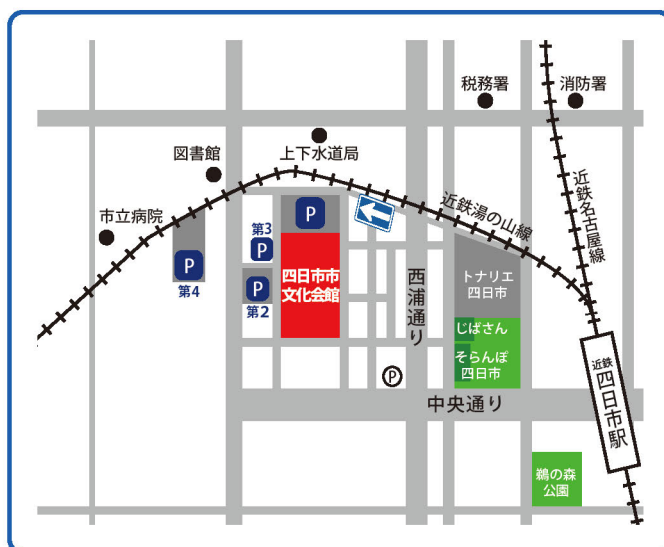 税務署
消防署
上下水道局
図書館
市立病院
近鉄湯の山線
近鉄名古屋線
P
第3
P
P
第4
P
第2
四日市市
文化会館
西浦通り
トナリエ
四日市
じばさん
そらんぽ
四日市
P
中央通り
近鉄
四日市駅
鵜の森
公園